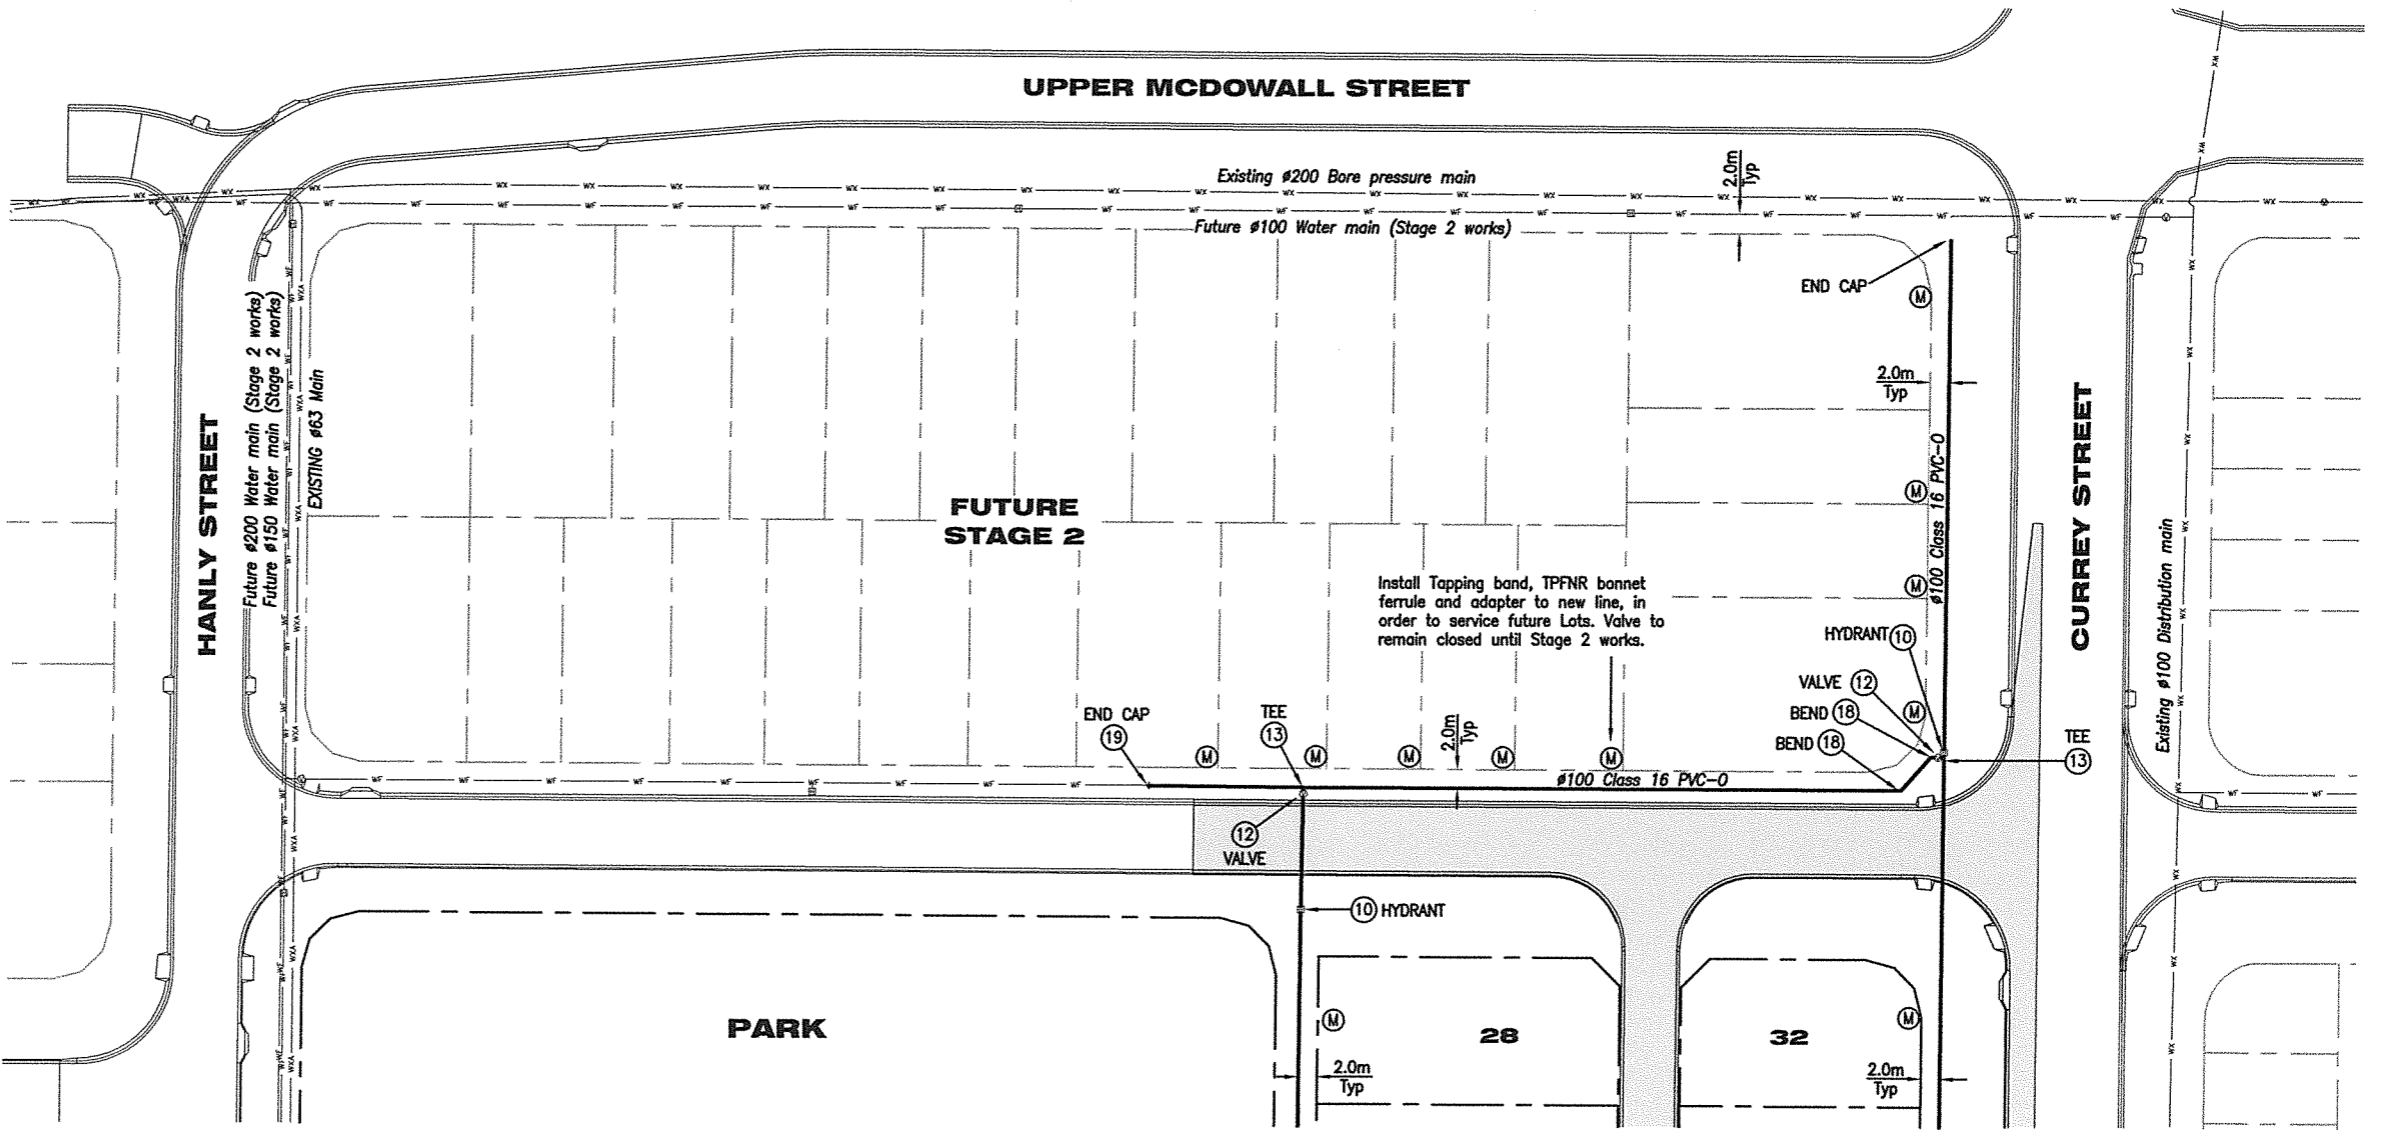 UPPER MCDOWALL STREET
Existing ø200 Bore pressure main
2.0m
Typ
Future ø100 Water main (Stage 2 works)
END CAP
M
HANLY STREET
Future ø200 Water main (Stage 2 works)
Future ø150 Water main (Stage 2 works)
EXISTING ø63 Main
2.0m
Typ
ø100 Class 16 PVC-O
M
M
CURREY STREET
Existing ø100 Distribution main
FUTURE
STAGE 2
Install Tapping band, TPFNR bonnet
ferrule and adapter to new line, in
order to service future Lots. Valve to
remain closed until Stage 2 works.
HYDRANT 10
VALVE 12
BEND 18
M
BEND 18
TEE
13
END CAP
19
TEE
13
M
M
M
2.0m
Typ
M
M
ø100 Class 16 PVC-O
12
VALVE
10 HYDRANT
PARK
M
28
32
M
2.0m
Typ
2.0m
Typ
WX
WF
WXA